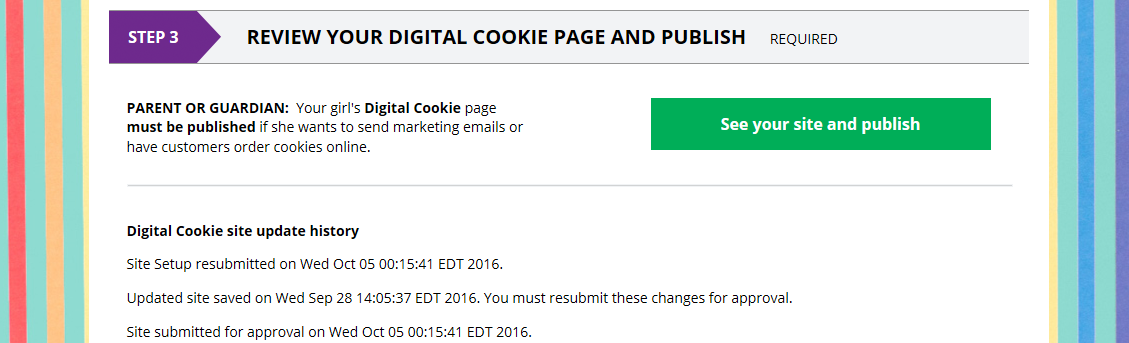 STEP 3 REVIEW YOUR DIGITAL COOKIE PAGE AND PUBLISH REQUIRED
PARENT OR GUARDIAN: Your girl's Digital Cookie page
must be published if she wants to send marketing emails or
have customers order cookies online.
See your site and publish
Digital Cookie site update history
Site Setup resubmitted on Wed Oct 05 00:15:41 EDT 2016.
Updated site saved on Wed Sep 28 14:05:37 EDT 2016. You must resubmit these changes for approval.
Site submitted for approval on Wed Oct 05 00:15:41 EDT 2016.